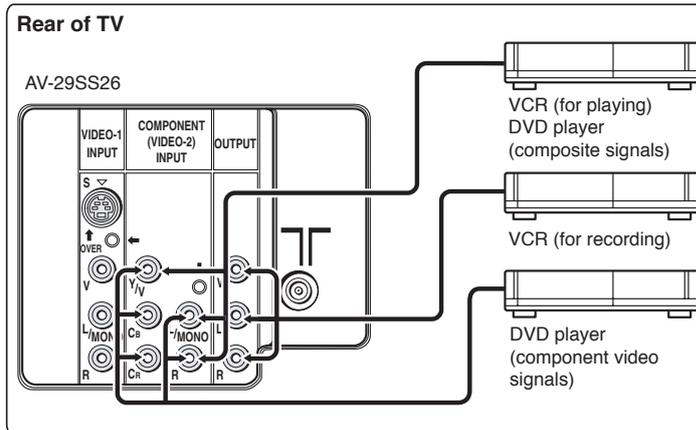 Rear of TV
AV-29SS26
VIDEO-1
INPUT
COMPONENT
(VIDEO-2)
INPUT
OUTPUT
S
OVER
V
Y/V
V
L/MONO
CB
L/MONO
L
R
CR
R
R
VCR (for playing)
DVD player
(composite signals)
VCR (for recording)
DVD player
(component video
signals)